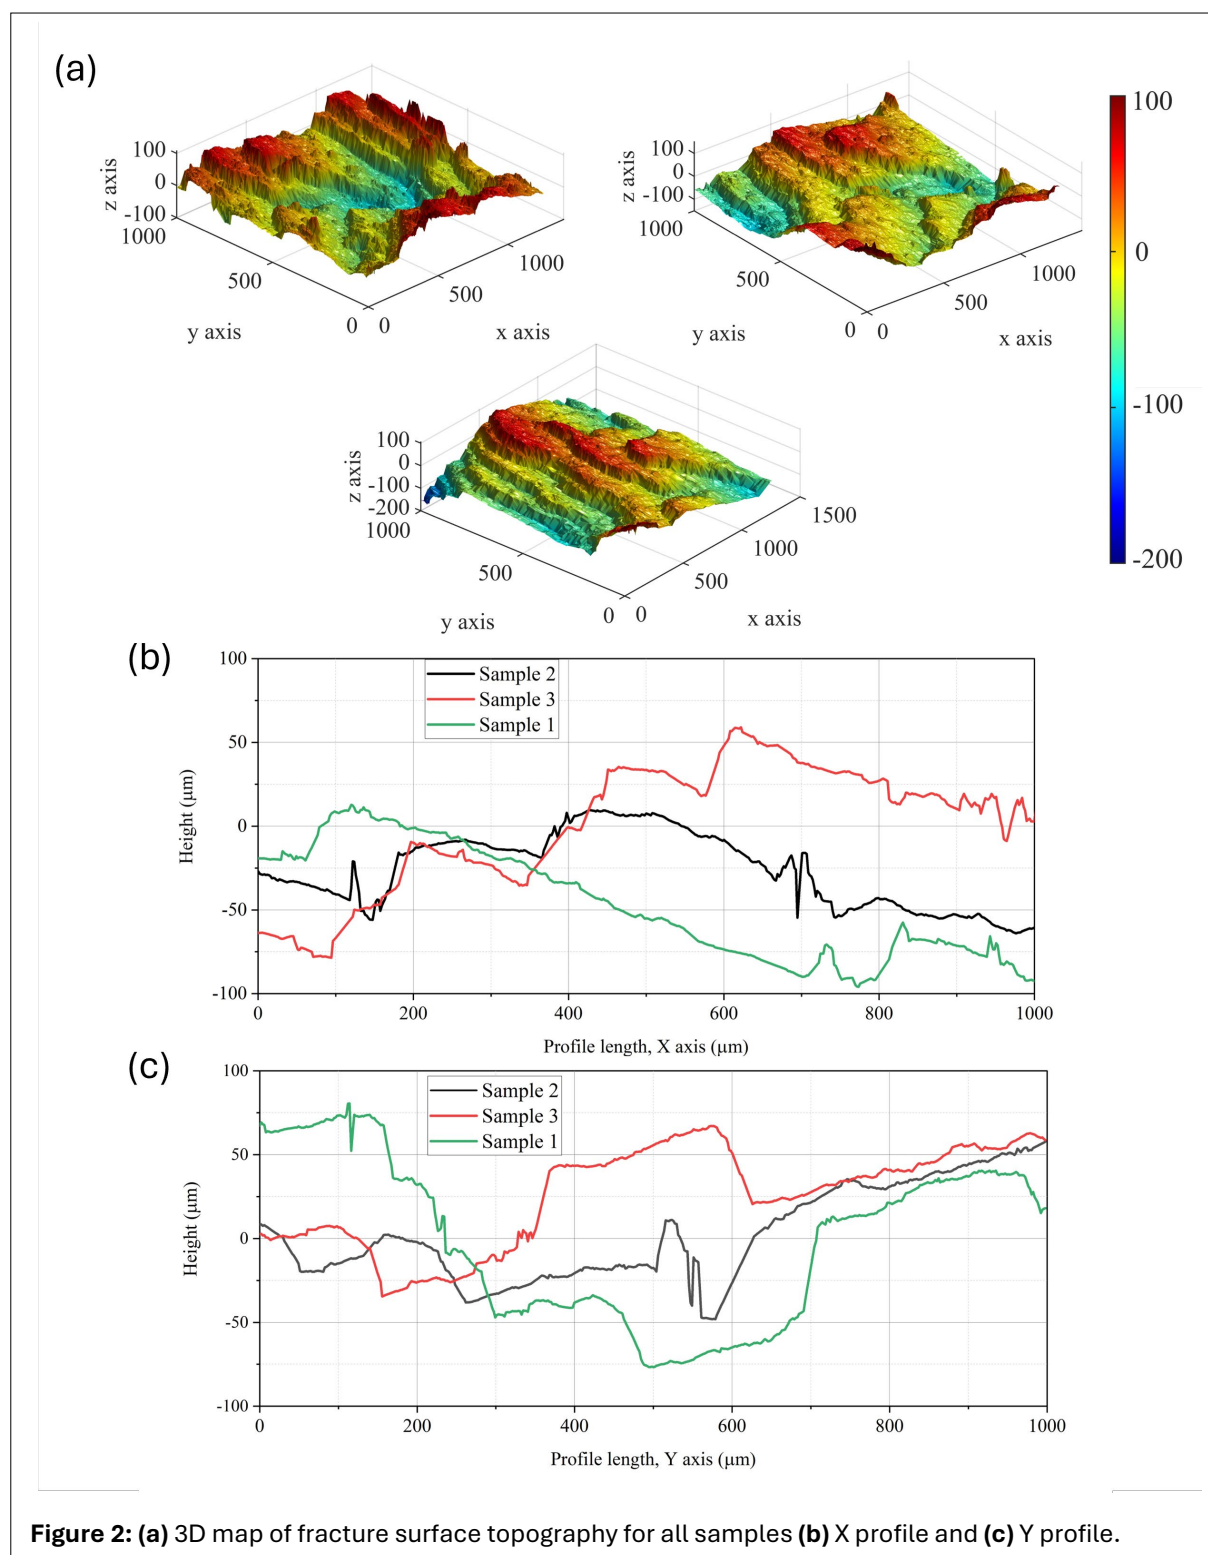 (a)
100
0
-100
z axis
1000
500
0
y axis
0
500
1000
x axis
100
0
-100
z axis
1000
500
0
y axis
0
500
1000
x axis
100
0
-100
-200
100
0
-100
-200
z axis
1000
500
0
y axis
0
500
1000
1500
x axis
(b)
100
50
0
-50
-100
Height (µm)
Sample 2
Sample 3
Sample 1
0 200 400 600 800 1000
Profile length, X axis (µm)
(c)
100
50
0
-50
-100
Height (µm)
Sample 2
Sample 3
Sample 1
0 200 400 600 800 1000
Profile length, Y axis (µm)
Figure 2: (a) 3D map of fracture surface topography for all samples (b) X profile and (c) Y profile.